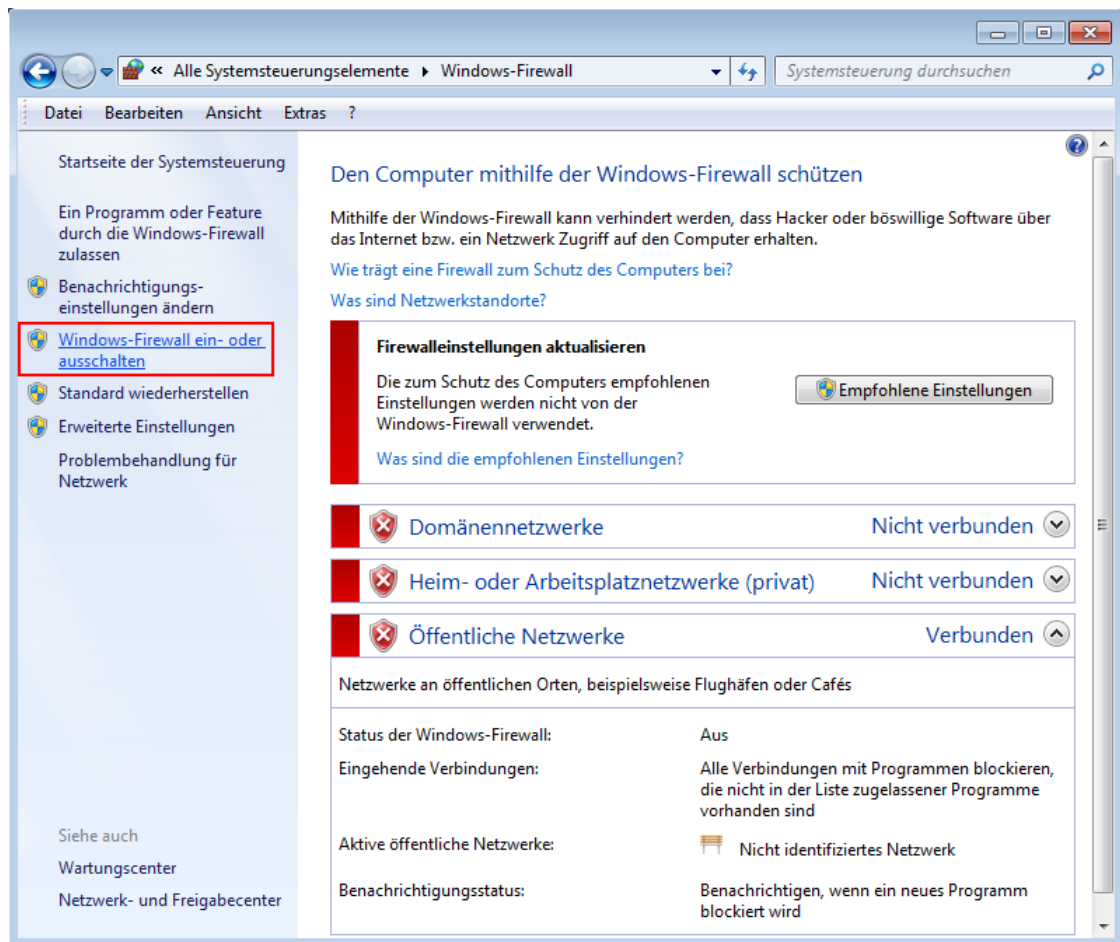 « Alle Systemsteuerungselemente Windows-Firewall
Systemsteuerung durchsuchen
Datei Bearbeiten Ansicht Extras ?
Startseite der Systemsteuerung
Ein Programm oder Feature
durch die Windows-Firewall
zulassen
Benachrichtigungs-
einstellungen ändern
Windows-Firewall ein- oder
ausschalten
Standard wiederherstellen
Erweiterte Einstellungen
Problembehandlung für
Netzwerk
Siehe auch
Wartungscenter
Netzwerk- und Freigabecenter
Den Computer mithilfe der Windows-Firewall schützen
Mithilfe der Windows-Firewall kann verhindert werden, dass Hacker oder böswillige Software über
das Internet bzw. ein Netzwerk Zugriff auf den Computer erhalten.
Wie trägt eine Firewall zum Schutz des Computers bei?
Was sind Netzwerkstandorte?
Firewalleinstellungen aktualisieren
Die zum Schutz des Computers empfohlenen
Einstellungen werden nicht von der
Windows-Firewall verwendet.
Empfohlene Einstellungen
Was sind die empfohlenen Einstellungen?
Domänennetzwerke Nicht verbunden
Heim- oder Arbeitsplatznetzwerke (privat) Nicht verbunden
Öffentliche Netzwerke Verbunden
Netzwerke an öffentlichen Orten, beispielsweise Flughäfen oder Cafés
Status der Windows-Firewall: Aus
Eingehende Verbindungen: Alle Verbindungen mit Programmen blockieren,
die nicht in der Liste zugelassener Programme
vorhanden sind
Aktive öffentliche Netzwerke: Nicht identifiziertes Netzwerk
Benachrichtigungsstatus: Benachrichtigen, wenn ein neues Programm
blockiert wird